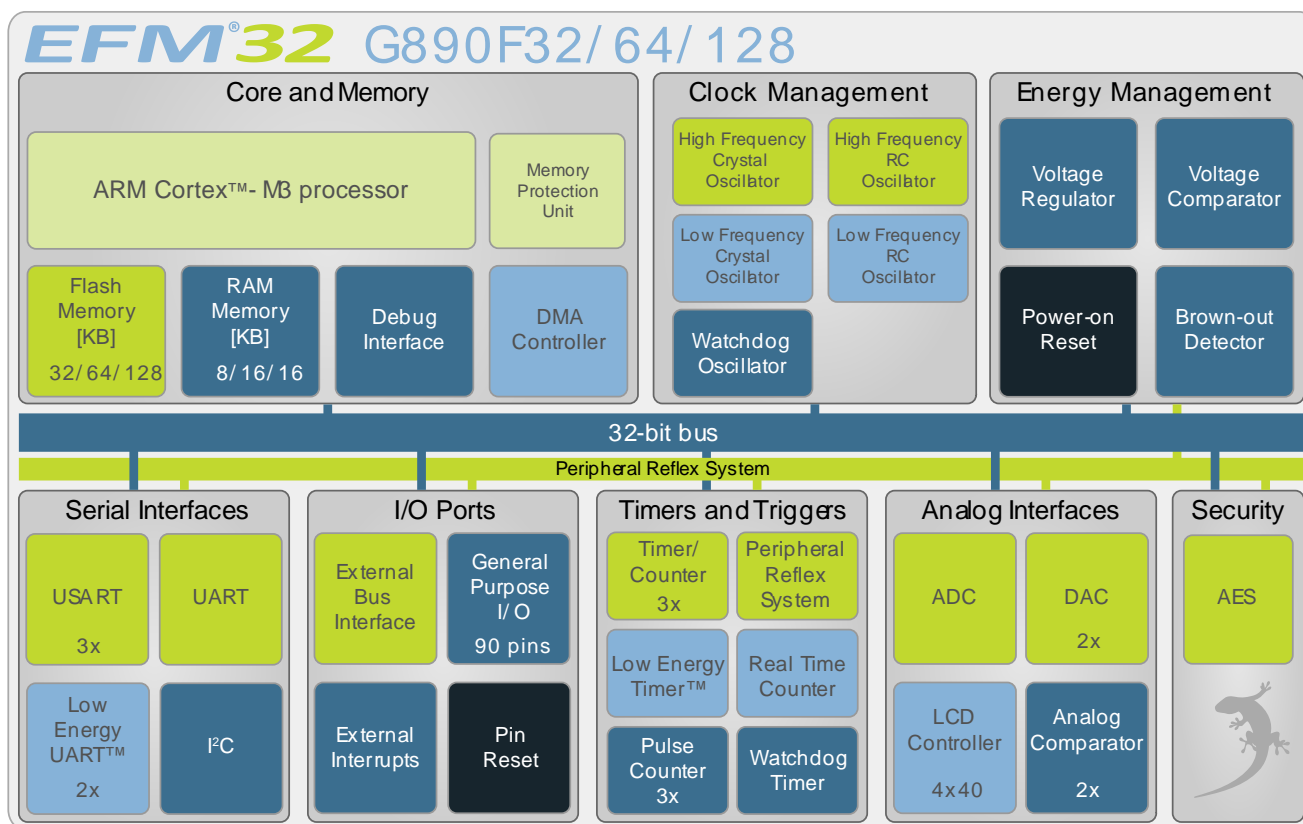 EFM®32 G890F32/64/128
Core and Memory
ARM Cortex™-M3 processor
Memory
Protection
Unit
Flash
Memory
[KB]
32/64/128
RAM
Memory
[KB]
8/16/16
Debug
Interface
DMA
Controller
Clock Management
High Frequency
Crystal
Oscillator
High Frequency
RC
Oscillator
Low Frequency
Crystal
Oscillator
Low Frequency
RC
Oscillator
Watchdog
Oscillator
Energy Management
Voltage
Regulator
Voltage
Comparator
Power-on
Reset
Brown-out
Detector
32-bit bus
Peripheral Reflex System
Serial Interfaces
USART
3x
UART
Low
Energy
UART™
2x
I²C
I/O Ports
External
Bus
Interface
General
Purpose
I/O
90 pins
External
Interrupts
Pin
Reset
Timers and Triggers
Timer/
Counter
3x
Peripheral
Reflex
System
Low Energy
Timer™
Real Time
Counter
Pulse
Counter
3x
Watchdog
Timer
Analog Interfaces
ADC
DAC
2x
LCD
Controller
4x40
Analog
Comparator
2x
Security
AES